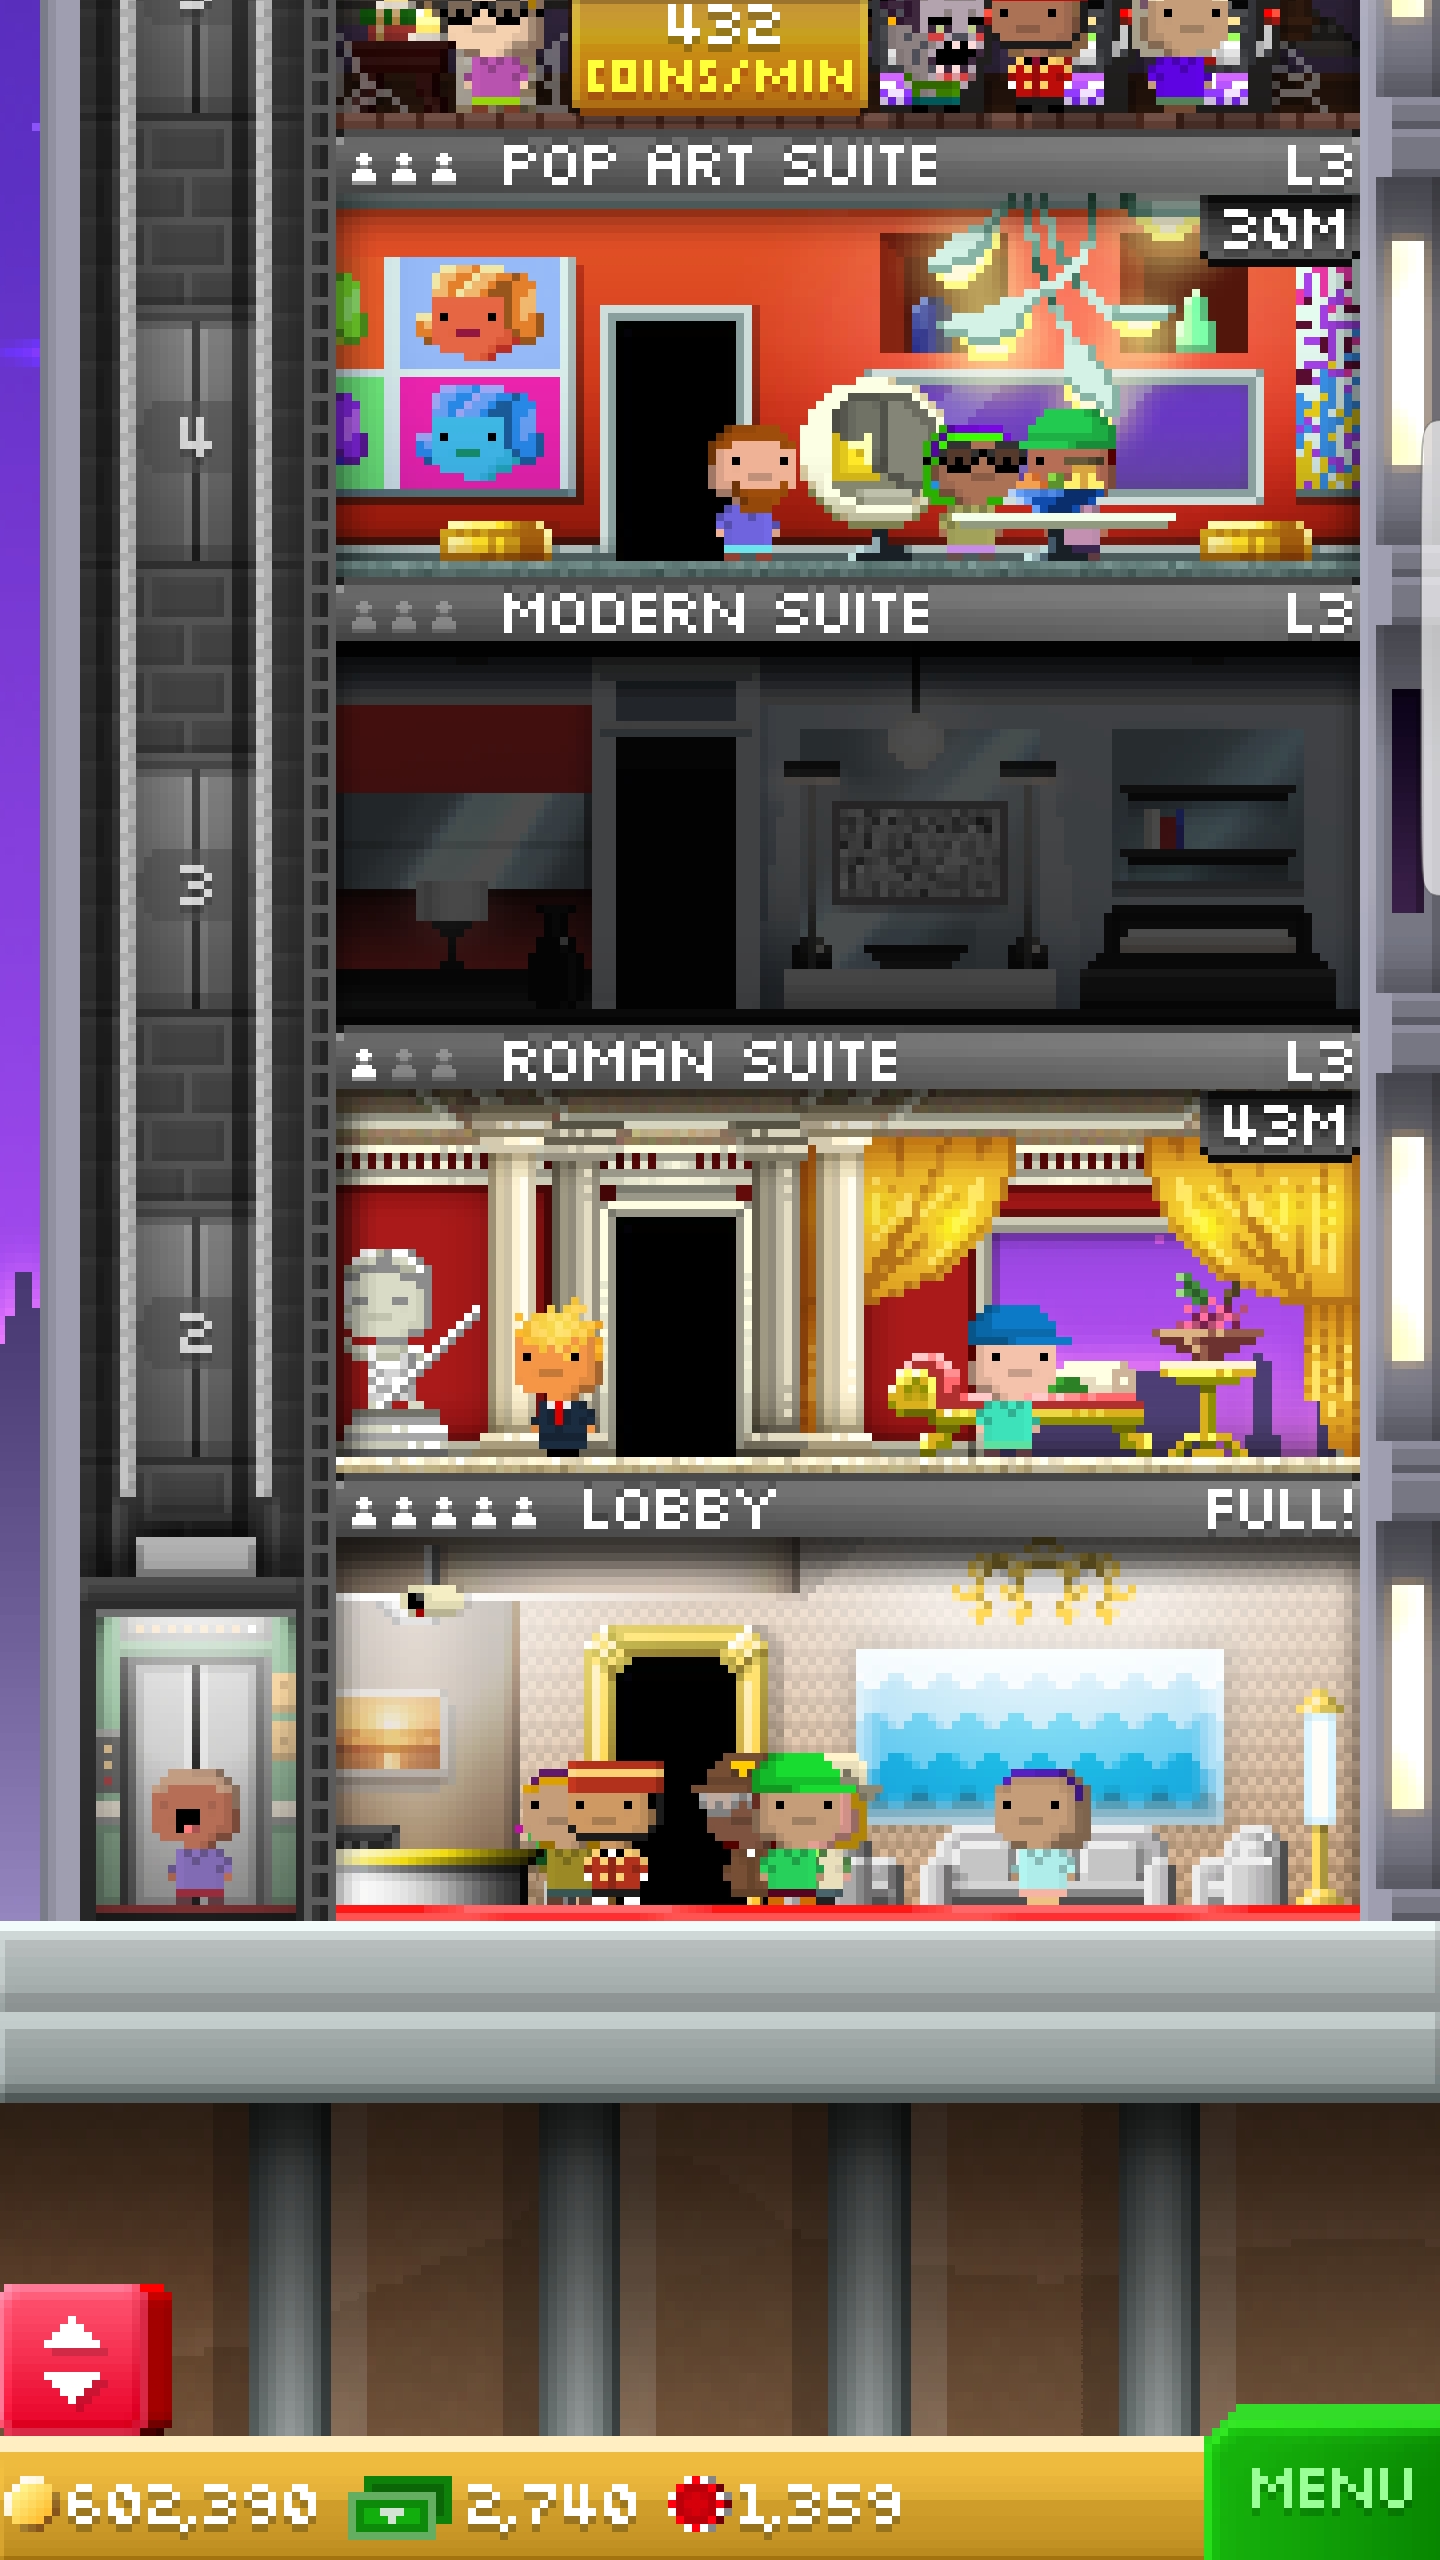 432
COINS/MIN
POP ART SUITE L3
30M
4
MODERN SUITE L3
3
ROMAN SUITE L3
43M
2
LOBBY FULL!
602,390 2,740 1,359
MENU